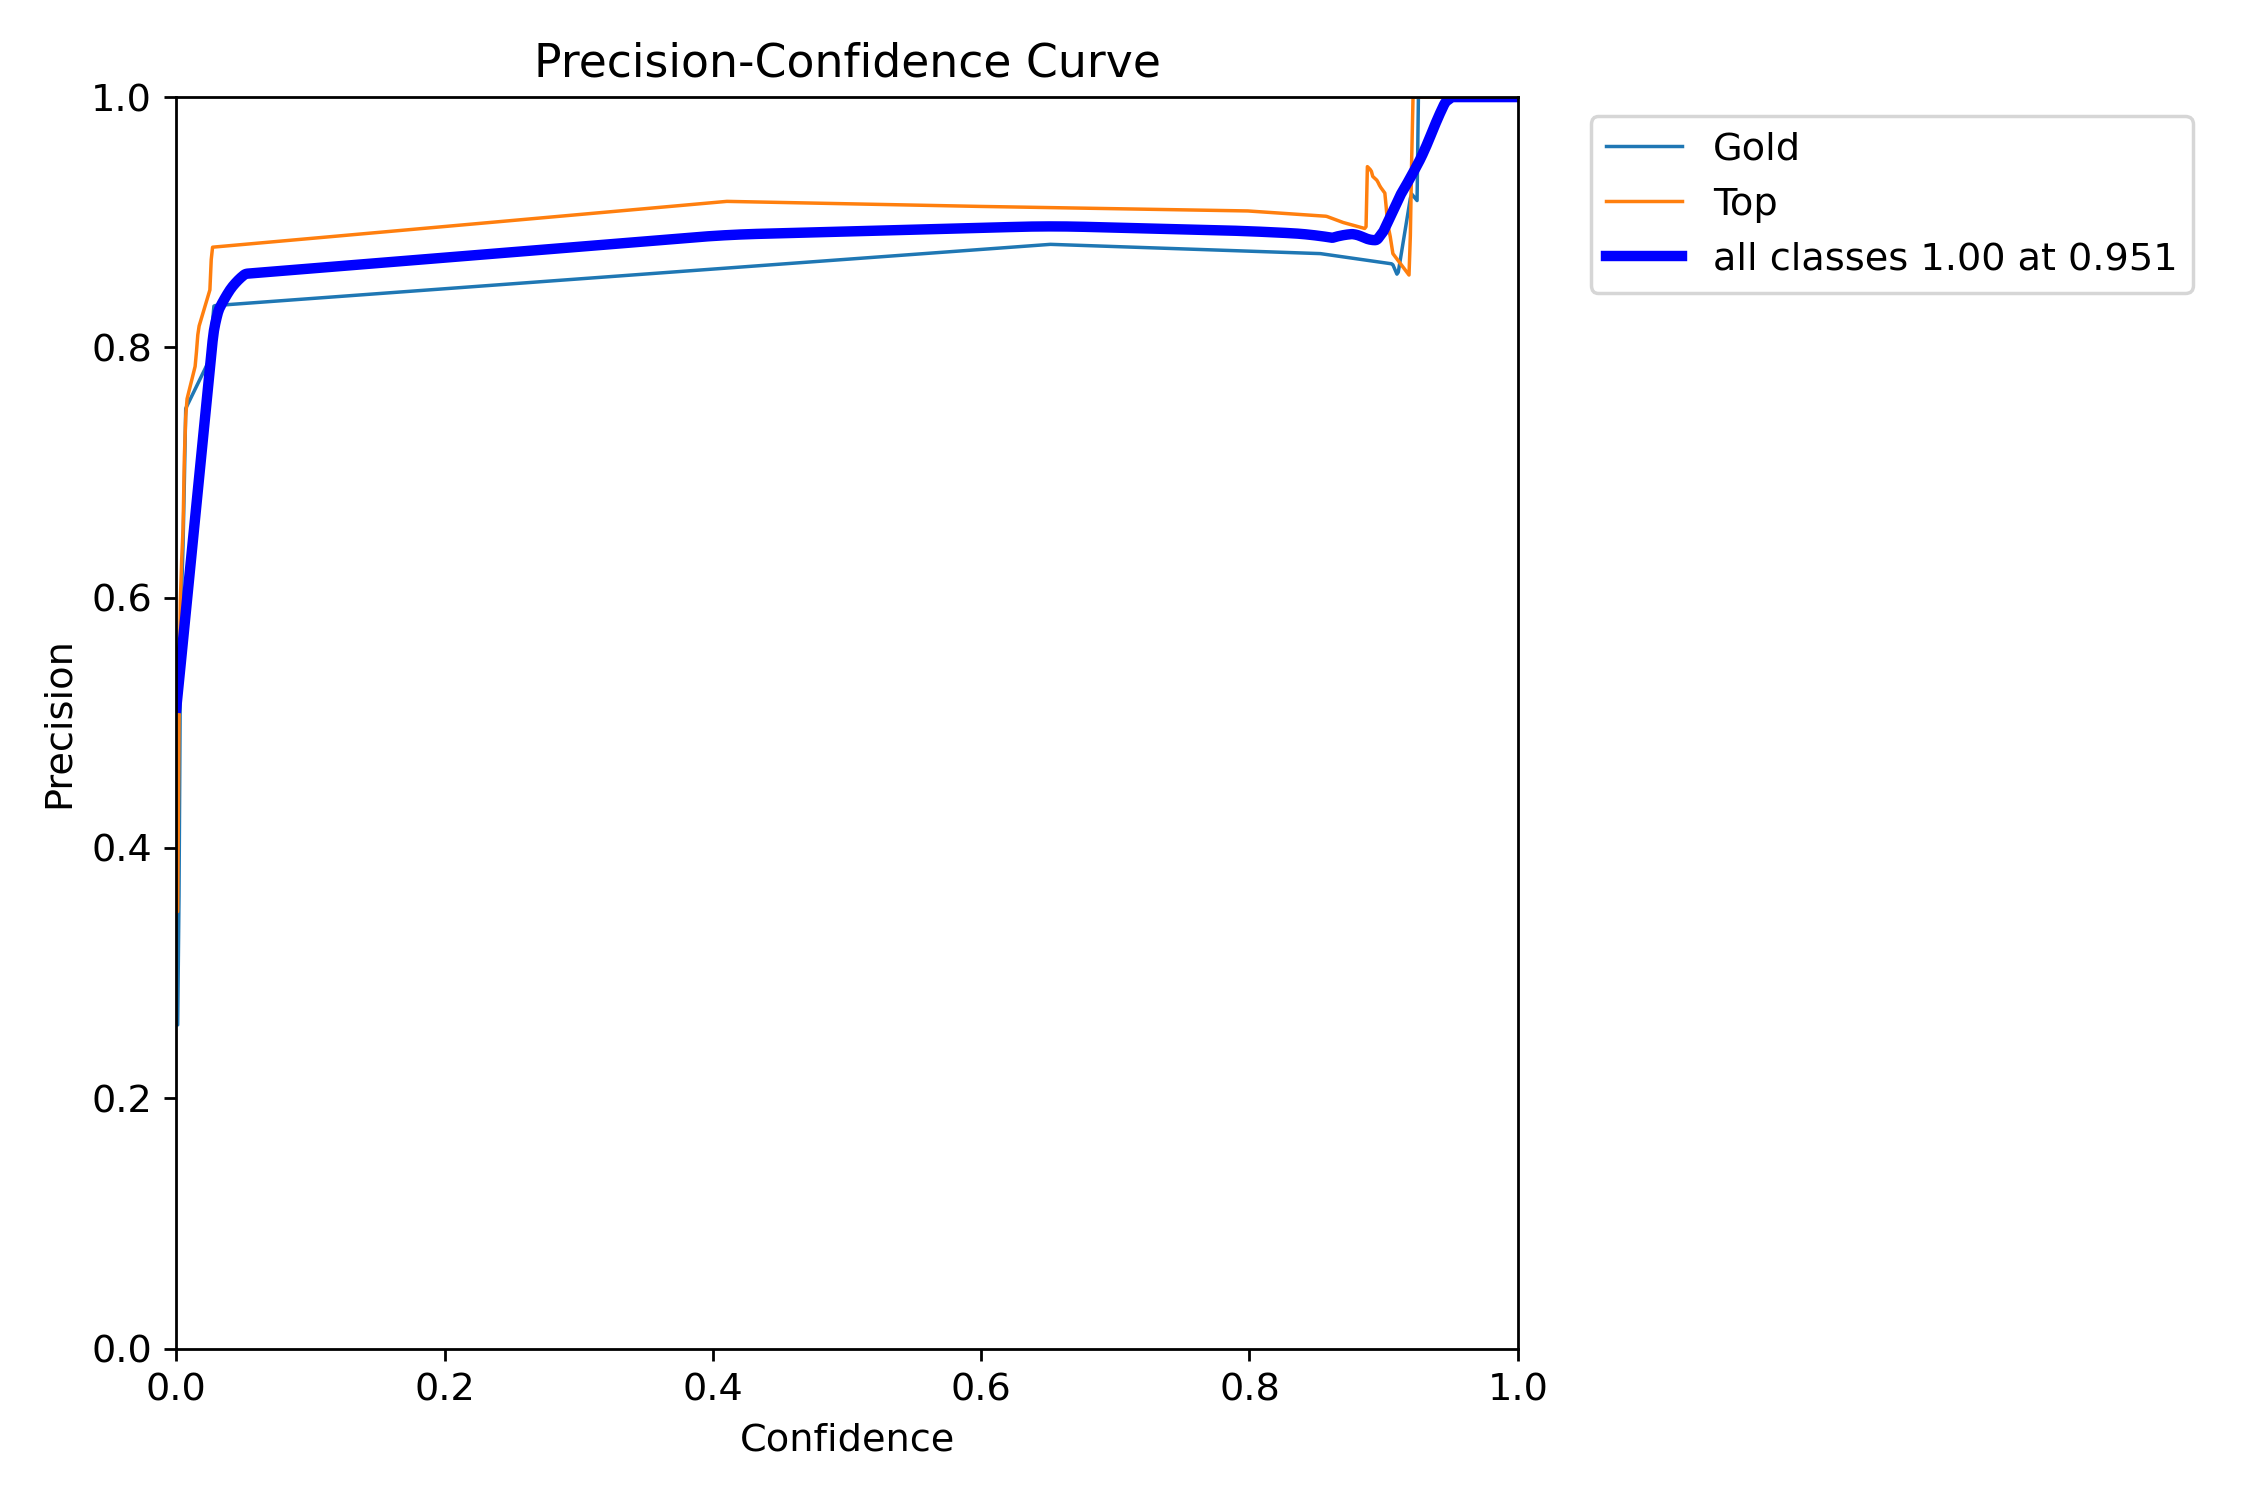 Precision-Confidence Curve
1.0
0.8
0.6
0.4
0.2
0.0
Precision
0.0 0.2 0.4 0.6 0.8 1.0
Confidence
Gold
Top
all classes 1.00 at 0.951